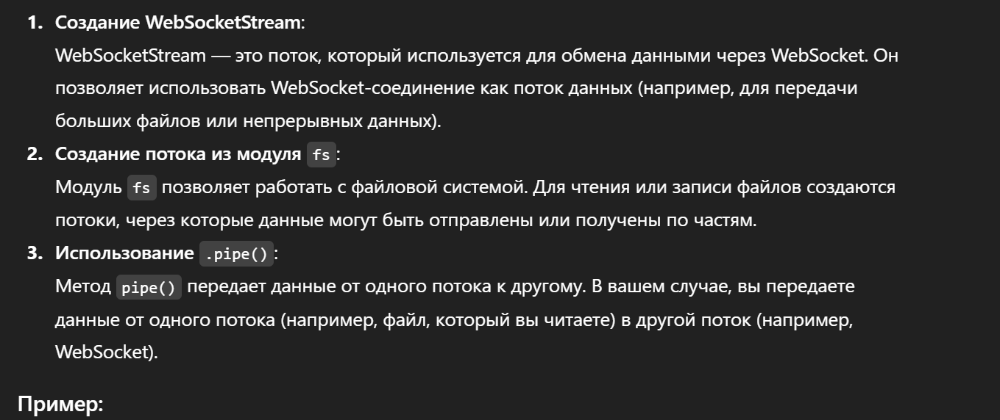 1. Создание WebSocketStream:
WebSocketStream — это поток, который используется для обмена данными через WebSocket. Он
позволяет использовать WebSocket-соединение как поток данных (например, для передачи
больших файлов или непрерывных данных).
2. Создание потока из модуля fs:
Модуль fs позволяет работать с файловой системой. Для чтения или записи файлов создаются
потоки, через которые данные могут быть отправлены или получены по частям.
3. Использование .pipe():
Метод pipe() передает данные от одного потока к другому. В вашем случае, вы передаете
данные от одного потока (например, файл, который вы читаете) в другой поток (например,
WebSocket).
Пример: